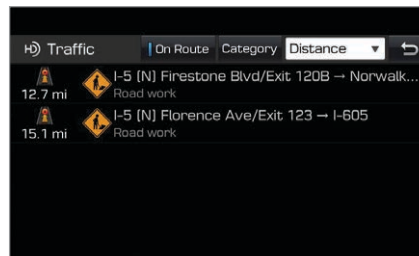 HD) Traffic On Route Category Distance
I-5 (N) Firestone Blvd/Exit 120B → Norwalk...
12.7 mi Road work
I-5 (N) Florence Ave/Exit 123 → I-605
15.1 mi Road work